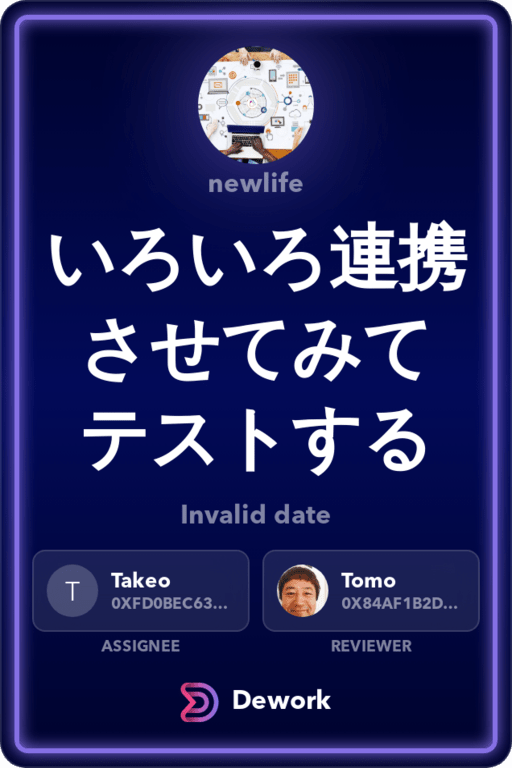 newlife
いろいろ連携
させてみて
テストする
Invalid date
T
Takeo
0XFD0BEC63...
Tomo
0X84AF1B2D...
ASSIGNEE
REVIEWER
Dework